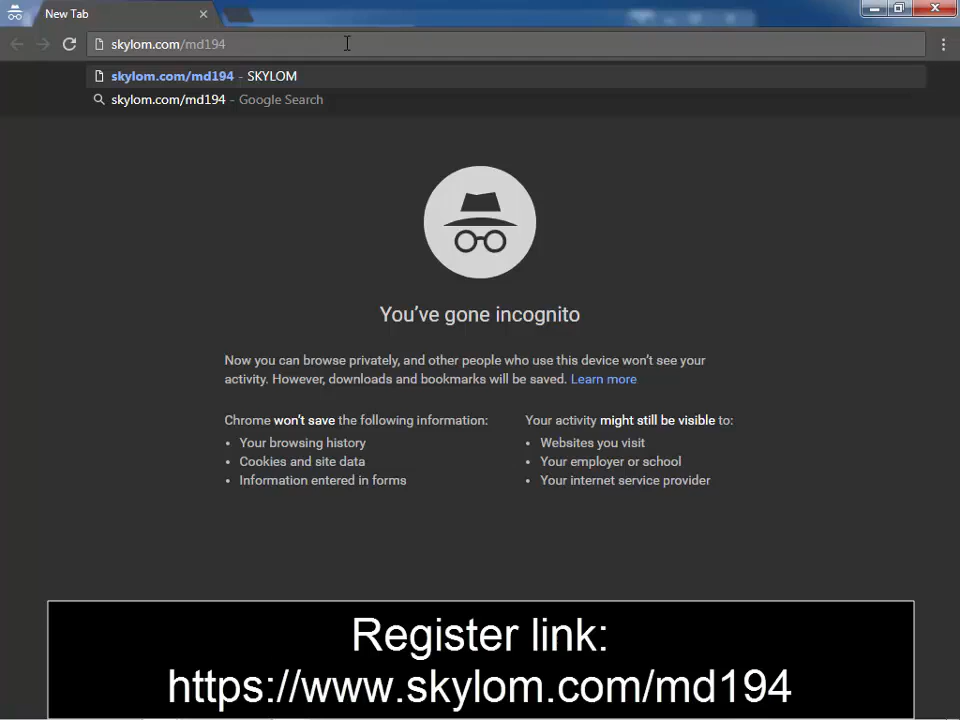 New Tab
skylom.com/md194
skylom.com/md194 - SKYLOM
skylom.com/md194 - Google Search
You've gone incognito
Now you can browse privately, and other people who use this device won't see your
activity. However, downloads and bookmarks will be saved. Learn more
Chrome won't save the following information:
• Your browsing history
• Cookies and site data
• Information entered in forms
Your activity might still be visible to:
• Websites you visit
• Your employer or school
• Your internet service provider
Register link:
https://www.skylom.com/md194